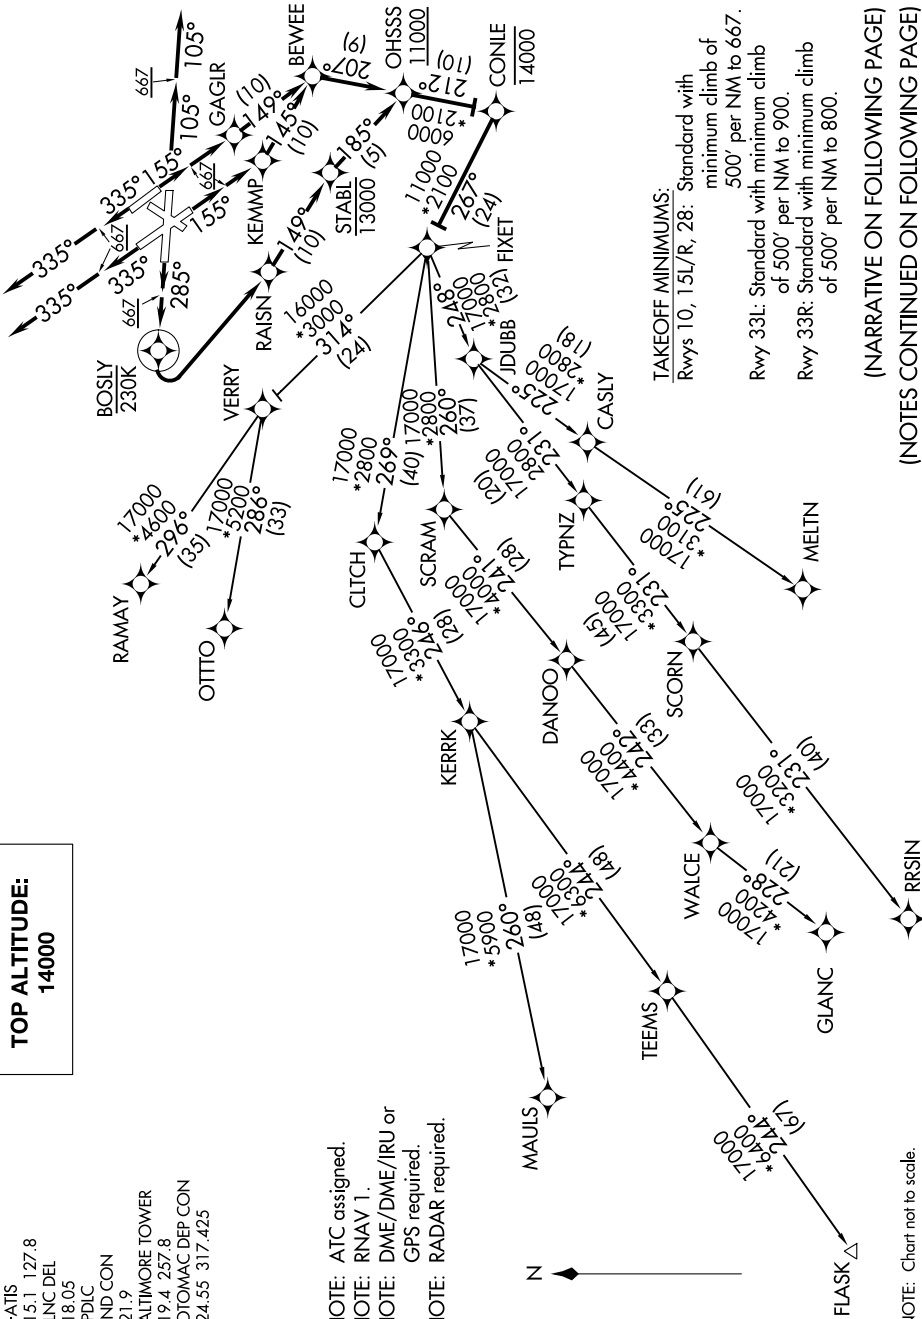 TOP ALTITUDE:
14000
-ATIS
15.1 127.8
LNC DEL
18.05
PDLC
ND CON
21.9
ALTIMORE TOWER
19.4 257.8
OTOMAC DEP CON
24.55 317.425
IOTE: ATC assigned.
IOTE: RNAV 1.
IOTE: DME/DME/IRU or
GPS required.
IOTE: RADAR required.
N
335°
335°
335°
335°
155°
155°
105°
105°
285°
667
667
667
667
667
GAGLR
149°
(10)
KEMMP
145°
(10)
BEWEE
207°
(9)
OHSSS
11000
212°
(10)
6000
*2100
CONLE
14000
BOSLY
230K
RAISN
149°
(10)
STABL
13000
185°
(5)
11000
*2100
267°
(24)
FIXET
16000
*3000
314°
(24)
VERRY
17000
*4600
296°
(35)
RAMAY
17000
*5200
286°
(33)
OTTTO
17000
*2800
269°
(40)
CLTCH
17000
*2800
260°
(37)
SCRAM
248°
17000
*2800
(32)
JDUBB
225°
17000
*2800
(18)
CASLY
17000
*3100
225°
(61)
MELTN
(20)
17000
2800
231°
TYPNZ
(45)
17000
*3300
231°
SCORN
17000
*3200
231°
(40)
RRSIN
17000
*4000
241°
(28)
DANOO
17000
*4400
242°
(33)
WALCE
17000
*4200
228°
(21)
GLANC
17000
*3300
246°
(28)
KERRK
17000
*5900
260°
(48)
MAULS
17000
*6300
244°
(48)
TEEMS
17000
*6400
244°
(67)
FLASK
TAKEOFF MINIMUMS:
Rwys 10, 15L/R, 28: Standard with
minimum climb of
500' per NM to 667.
Rwy 33L: Standard with minimum climb
of 500' per NM to 900.
Rwy 33R: Standard with minimum climb
of 500' per NM to 800.
(NARRATIVE ON FOLLOWING PAGE)
(NOTES CONTINUED ON FOLLOWING PAGE)
IOTE: Chart not to scale.